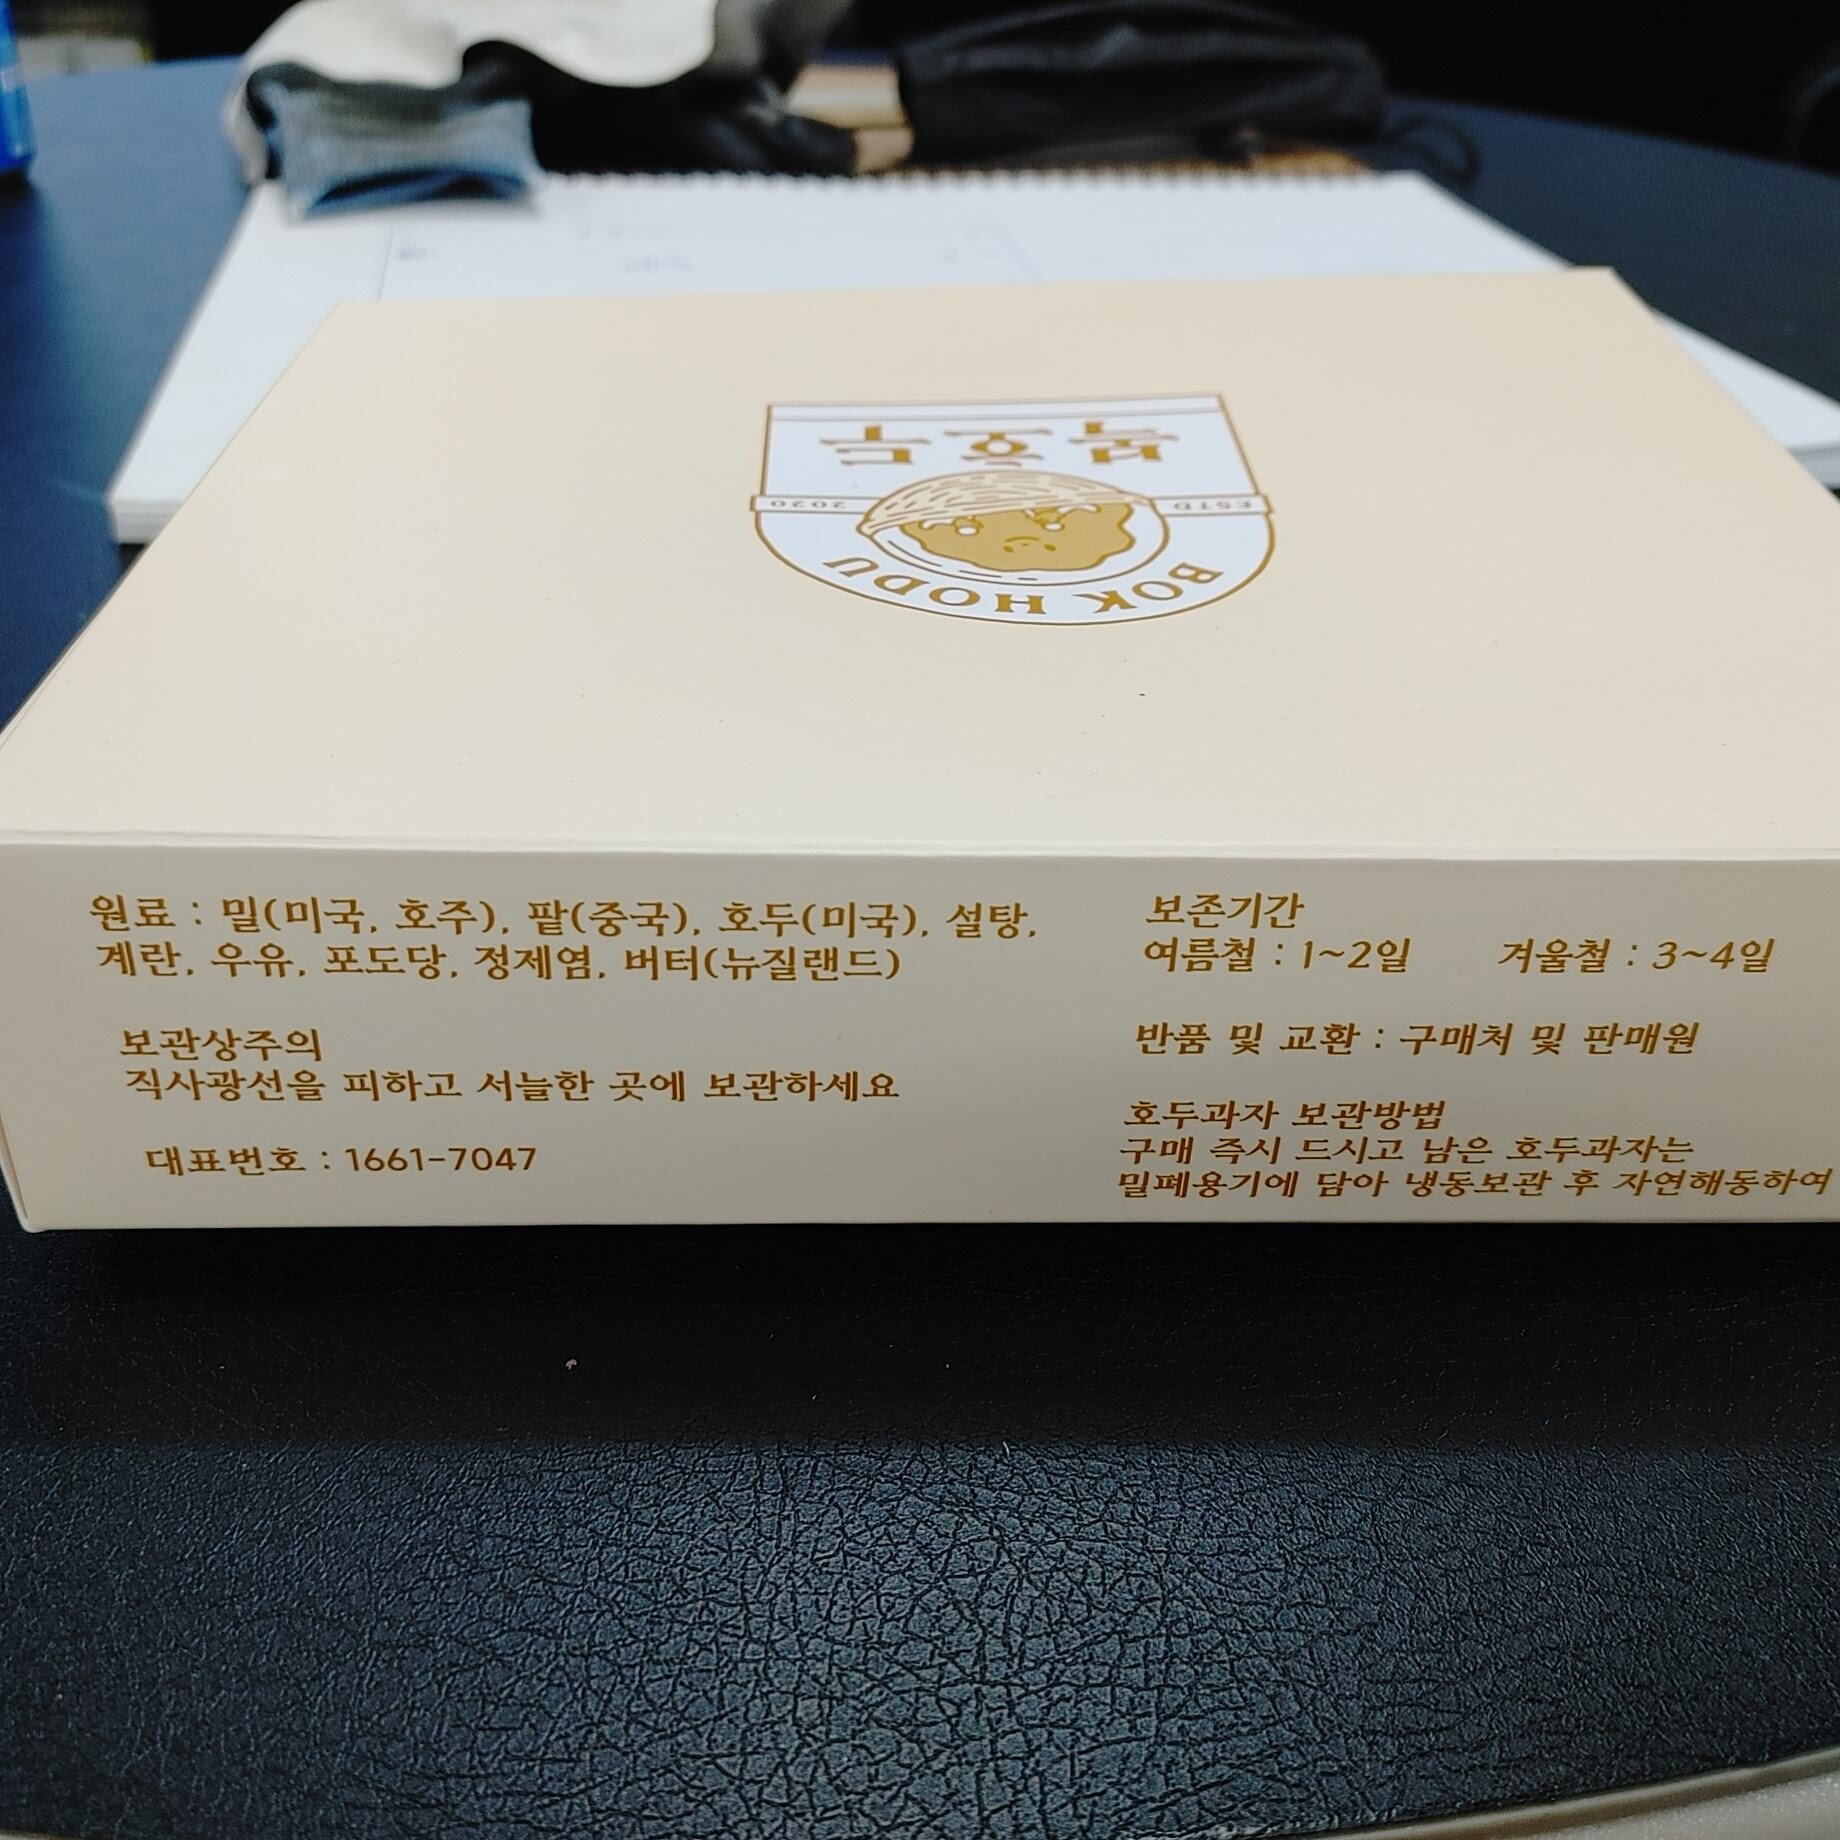 복호두
ESTD 2020
BOK HODU
원료 : 밀(미국, 호주), 팥(중국), 호두(미국), 설탕,
계란, 우유, 포도당, 정제염, 버터(뉴질랜드)
보관상주의
직사광선을 피하고 서늘한 곳에 보관하세요
대표번호 : 1661-7047
보존기간
여름철 : 1~2일 겨울철 : 3~4일
반품 및 교환 : 구매처 및 판매원
호두과자 보관방법
구매 즉시 드시고 남은 호두과자는
밀폐용기에 담아 냉동보관 후 자연해동하여